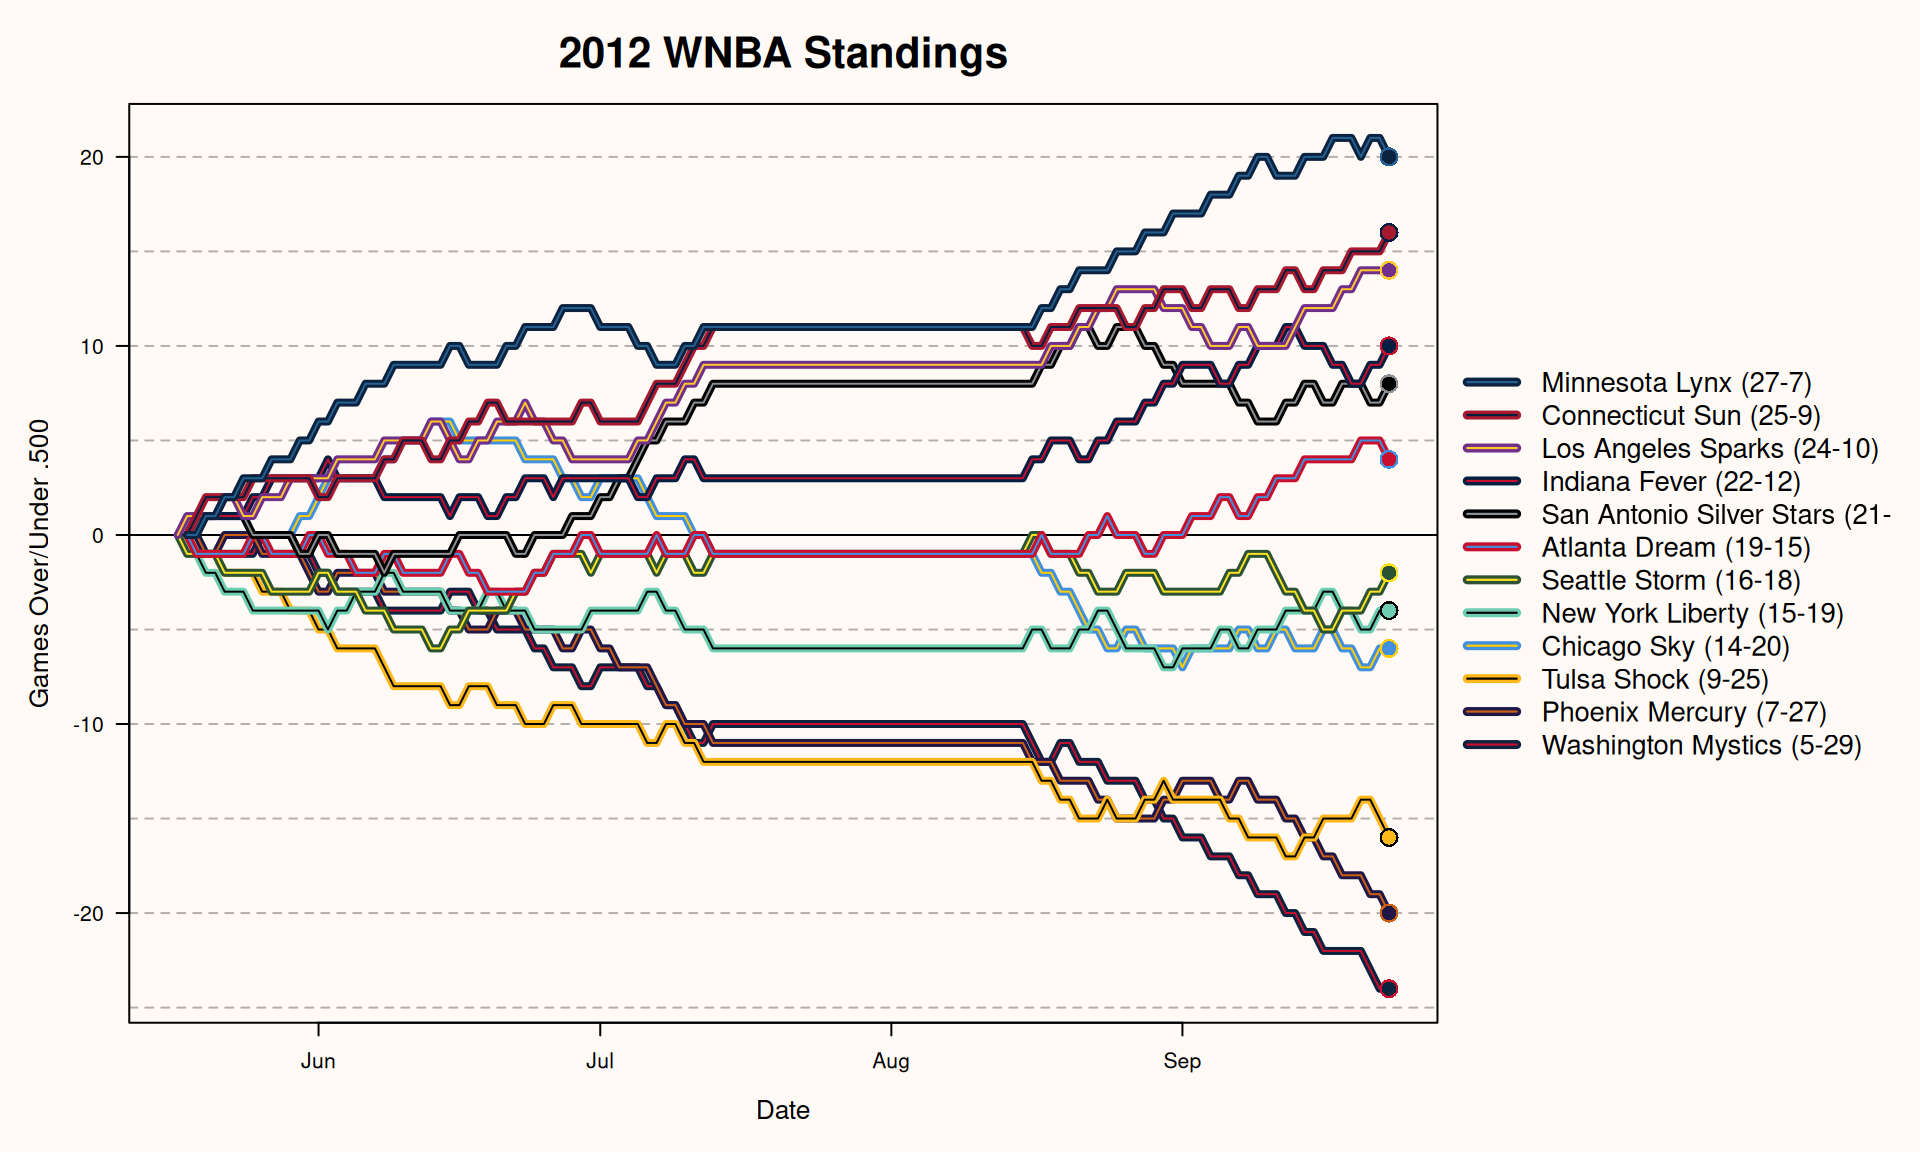 2012 WNBA Standings
Games Over/Under .500
20
10
0
-10
-20
Jun
Jul
Aug
Sep
Date
Minnesota Lynx (27-7)
Connecticut Sun (25-9)
Los Angeles Sparks (24-10)
Indiana Fever (22-12)
San Antonio Silver Stars (21-
Atlanta Dream (19-15)
Seattle Storm (16-18)
New York Liberty (15-19)
Chicago Sky (14-20)
Tulsa Shock (9-25)
Phoenix Mercury (7-27)
Washington Mystics (5-29)